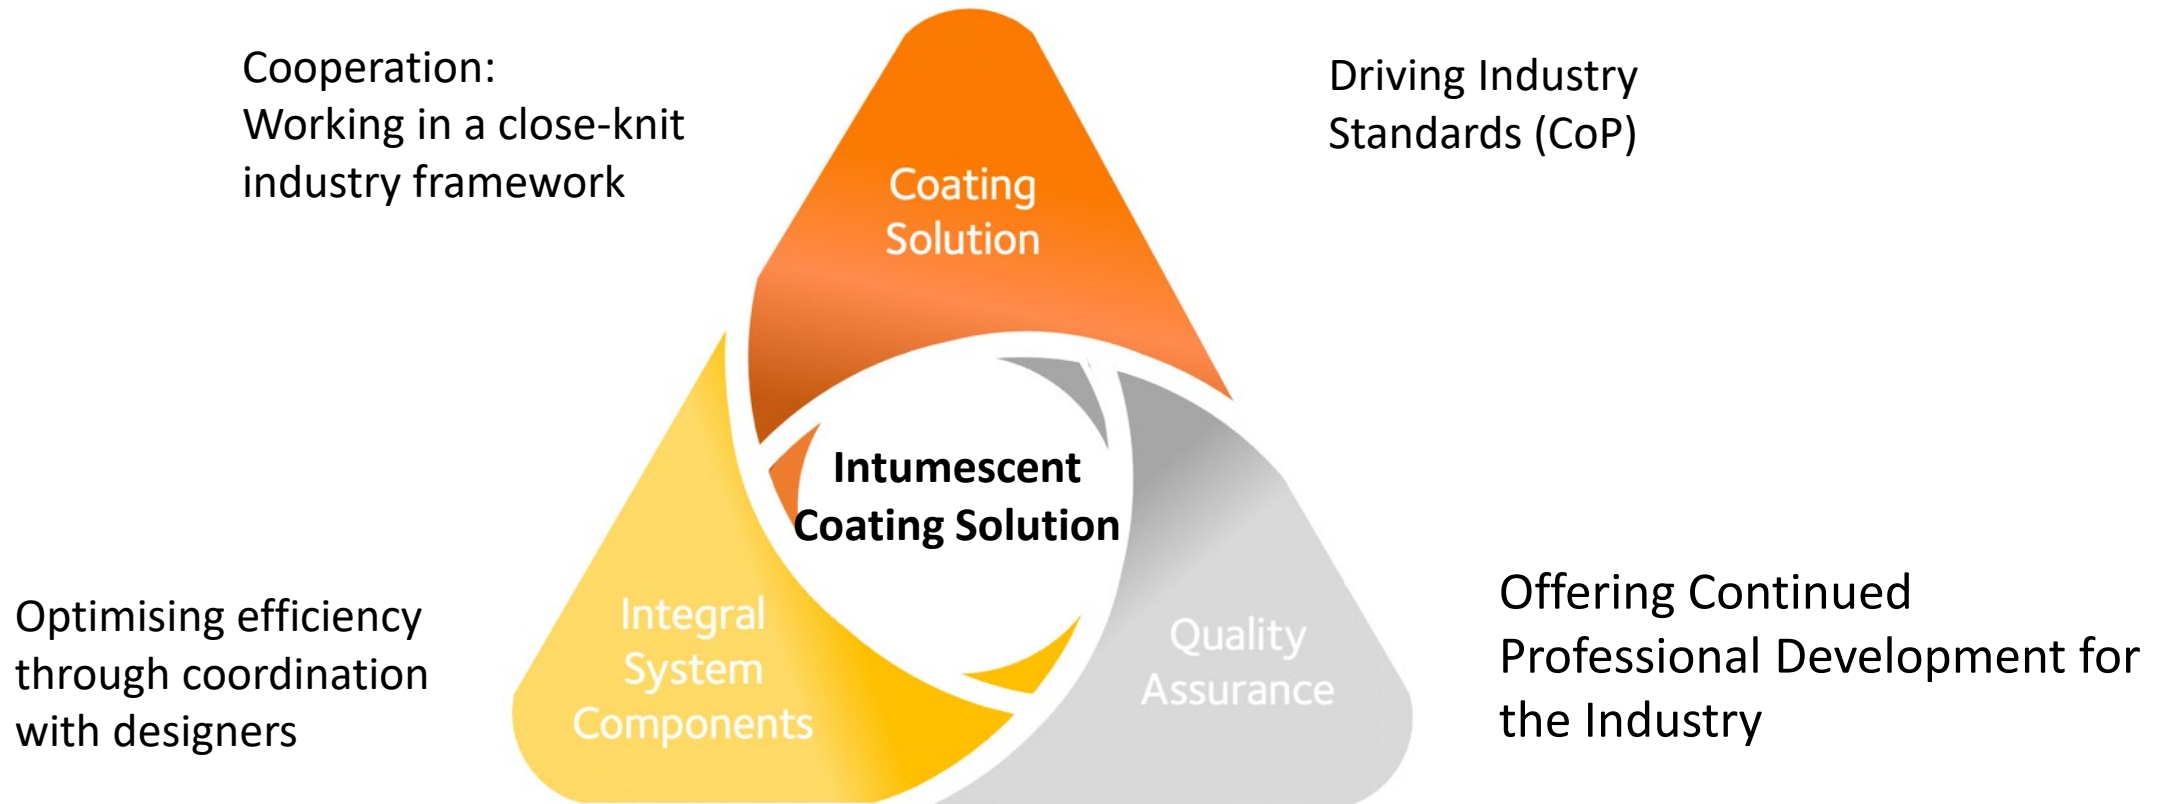 Cooperation:
Working in a close-knit
industry framework
Driving Industry
Standards (CoP)
Coating
Solution
Intumescent
Coating Solution
Optimising efficiency
through coordination
with designers
Integral
System
Components
Quality
Assurance
Offering Continued
Professional Development for
the Industry